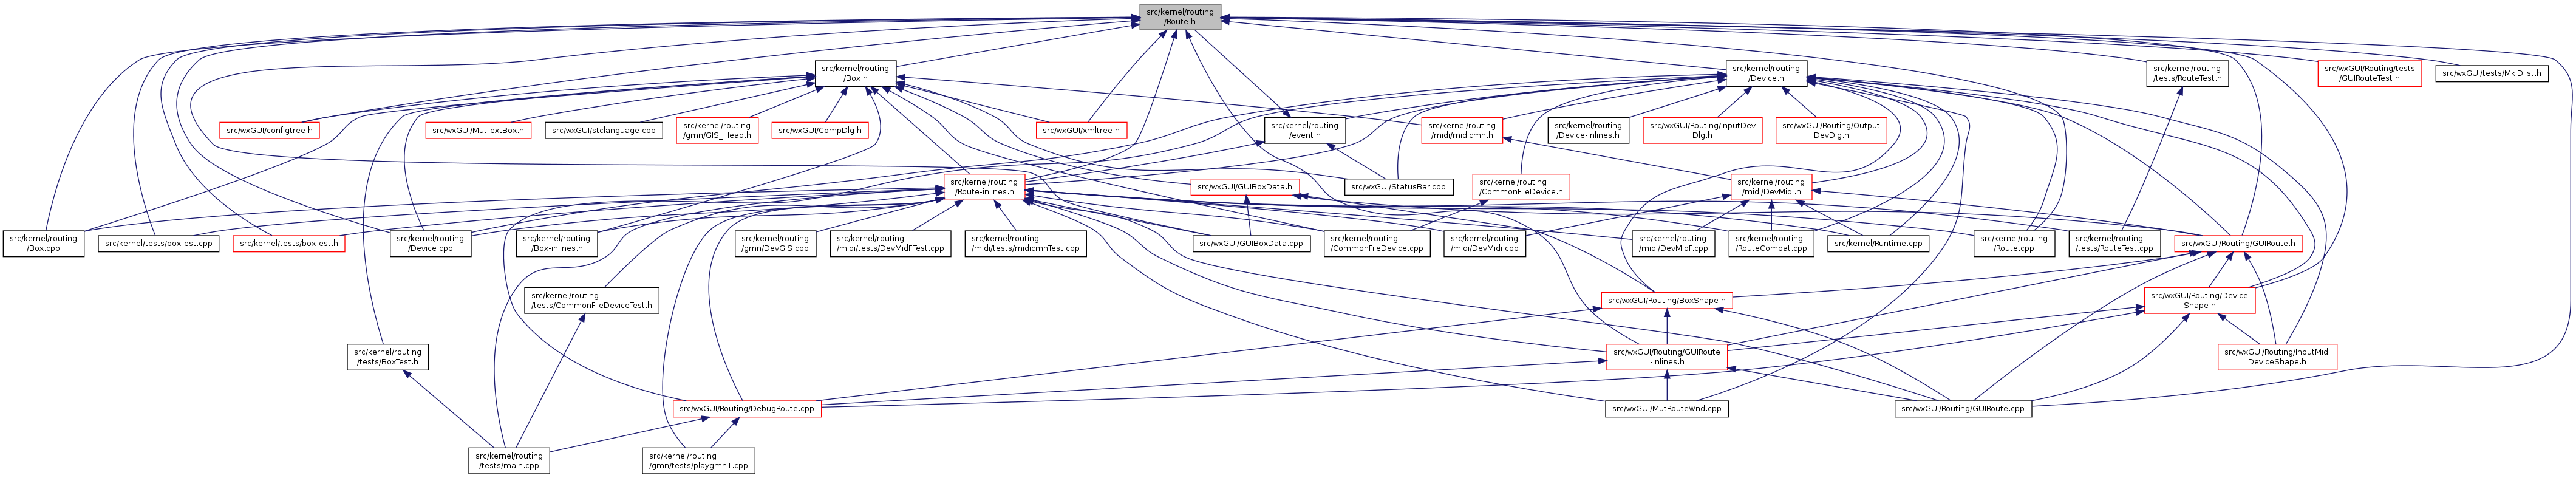 src/kernel/routing
/Route.h
src/kernel/routing
/Box.h
src/kernel/routing
/Device.h
src/wxGUI/Routing/tests
/GUIRouteTest.h
src/wxGUI/tests/MkIDlist.h
src/kernel/routing
/tests/RouteTest.h
src/wxGUI/configtree.h
src/wxGUI/MutTextBox.h
src/wxGUI/stclanguage.cpp
src/kernel/routing
/gmn/GIS_Head.h
src/wxGUI/CompDlg.h
src/wxGUI/xmltree.h
src/kernel/routing
/event.h
src/kernel/routing
/midi/midicmn.h
src/kernel/routing
/Device-inlines.h
src/wxGUI/Routing/InputDev
Dlg.h
src/wxGUI/Routing/Output
DevDlg.h
src/kernel/routing
/Route-inlines.h
src/wxGUI/GUIBoxData.h
src/wxGUI/StatusBar.cpp
src/kernel/routing
/CommonFileDevice.h
src/kernel/routing
/midi/DevMidi.h
src/kernel/routing
/Box.cpp
src/kernel/tests/boxTest.cpp
src/kernel/tests/boxTest.h
src/kernel/routing
/Device.cpp
src/kernel/routing
/Box-inlines.h
src/kernel/routing
/gmn/DevGIS.cpp
src/kernel/routing
/midi/tests/DevMidFTest.cpp
src/kernel/routing
/midi/tests/midicmnTest.cpp
src/wxGUI/GUIBoxData.cpp
src/kernel/routing
/CommonFileDevice.cpp
src/kernel/routing
/midi/DevMidi.cpp
src/kernel/routing
/midi/DevMidF.cpp
src/kernel/routing
/RouteCompat.cpp
src/kernel/Runtime.cpp
src/kernel/routing
/Route.cpp
src/kernel/routing
/tests/RouteTest.cpp
src/wxGUI/Routing/GUIRoute.h
src/kernel/routing
/tests/CommonFileDeviceTest.h
src/wxGUI/Routing/BoxShape.h
src/wxGUI/Routing/Device
Shape.h
src/kernel/routing
/tests/BoxTest.h
src/wxGUI/Routing/GUIRoute
-inlines.h
src/wxGUI/Routing/InputMidi
DeviceShape.h
src/wxGUI/Routing/DebugRoute.cpp
src/wxGUI/MutRouteWnd.cpp
src/wxGUI/Routing/GUIRoute.cpp
src/kernel/routing
/tests/main.cpp
src/kernel/routing
/gmn/tests/playgmn1.cpp